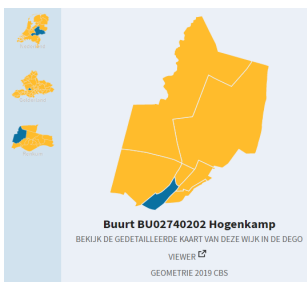 Buurt BU02740202 Hogenkamp
BEKIJK DE GEDETAILLEERDE KAART VAN DEZE WIJK IN DE DEGO
VIEWER
GEOMETRIE 2019 CBS